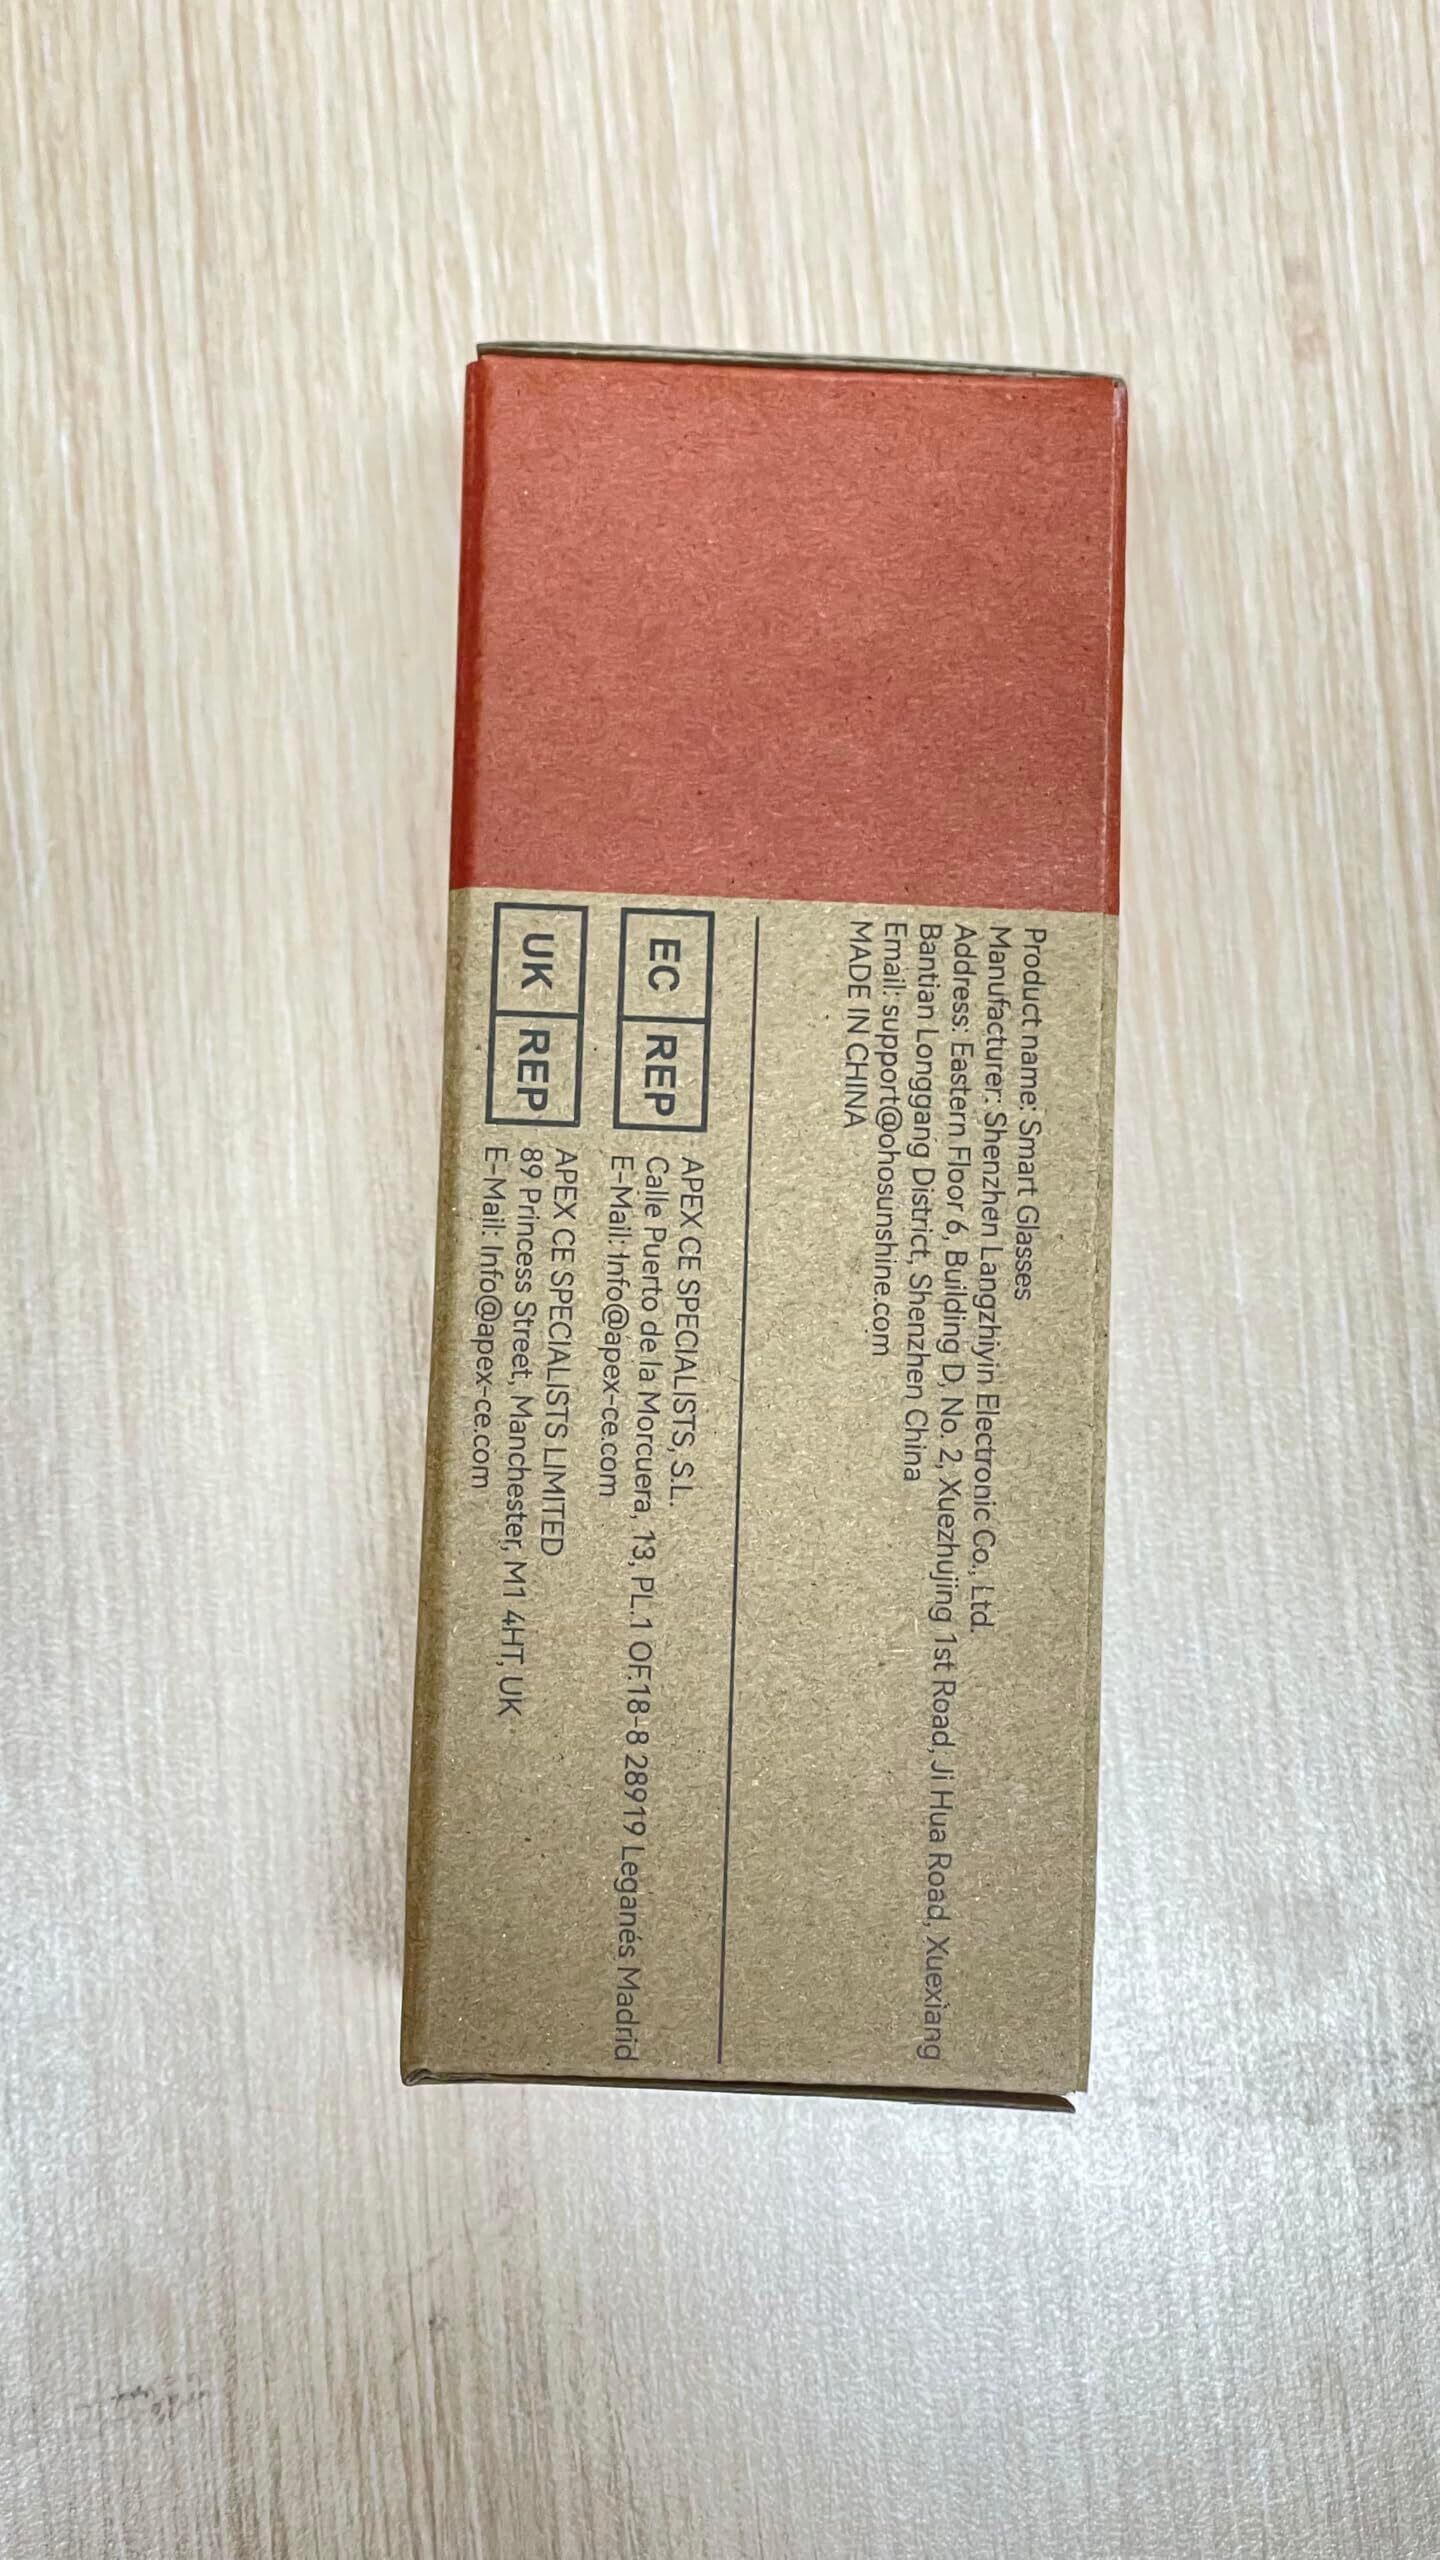 Product name: Smart Glasses
Manufacturer: Shenzhen Langzhiyin Electronic Co., Ltd.
Address: Eastern Floor 6, Building D, No. 2, Xuezhujing 1st Road, Ji Hua Road, Xuexiang
Bantian Longgang District, Shenzhen China
Email: support@ohosunshine.com
MADE IN CHINA
EC REP
APEX CE SPECIALISTS, S.L.
Calle Puerto de la Morcuera, 13, PL.1 OF.18-8 28919 Leganés Madrid
E-Mail: Info@apex-ce.com
UK REP
APEX CE SPECIALISTS LIMITED
89 Princess Street, Manchester, M1 4HT, UK
E-Mail: Info@apex-ce.com